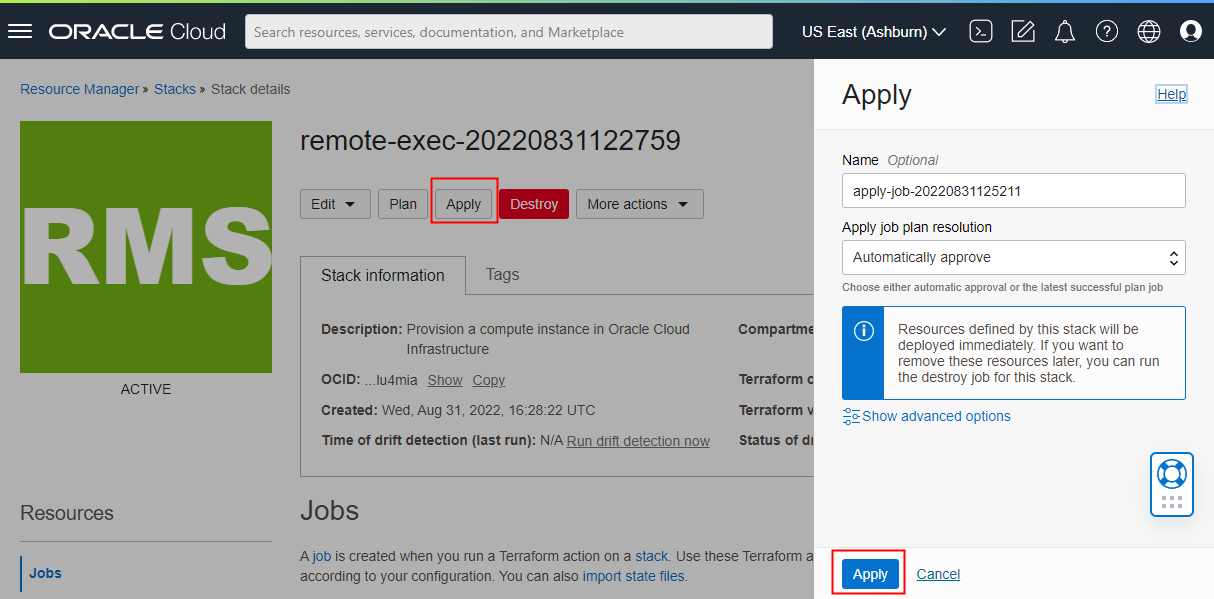 ORACLE Cloud
Search resources, services, documentation, and Marketplace
US East (Ashburn)
Resource Manager » Stacks » Stack details
RMS
ACTIVE
remote-exec-20220831122759
Edit Plan Apply Destroy More actions
Stack information Tags
Description: Provision a compute instance in Oracle Cloud
Infrastructure
OCID: ...lu4mia Show Copy
Created: Wed, Aug 31, 2022, 16:28:22 UTC
Time of drift detection (last run): N/A Run drift detection now
Compartme
Terraform c
Terraform v
Status of dr
Resources
Jobs
Jobs
A job is created when you run a Terraform action on a stack. Use these Terraform a
according to your configuration. You can also import state files.
Apply
Help
Name Optional
apply-job-20220831125211
Apply job plan resolution
Automatically approve
Choose either automatic approval or the latest successful plan job
Resources defined by this stack will be
deployed immediately. If you want to
remove these resources later, you can run
the destroy job for this stack.
Show advanced options
Apply Cancel